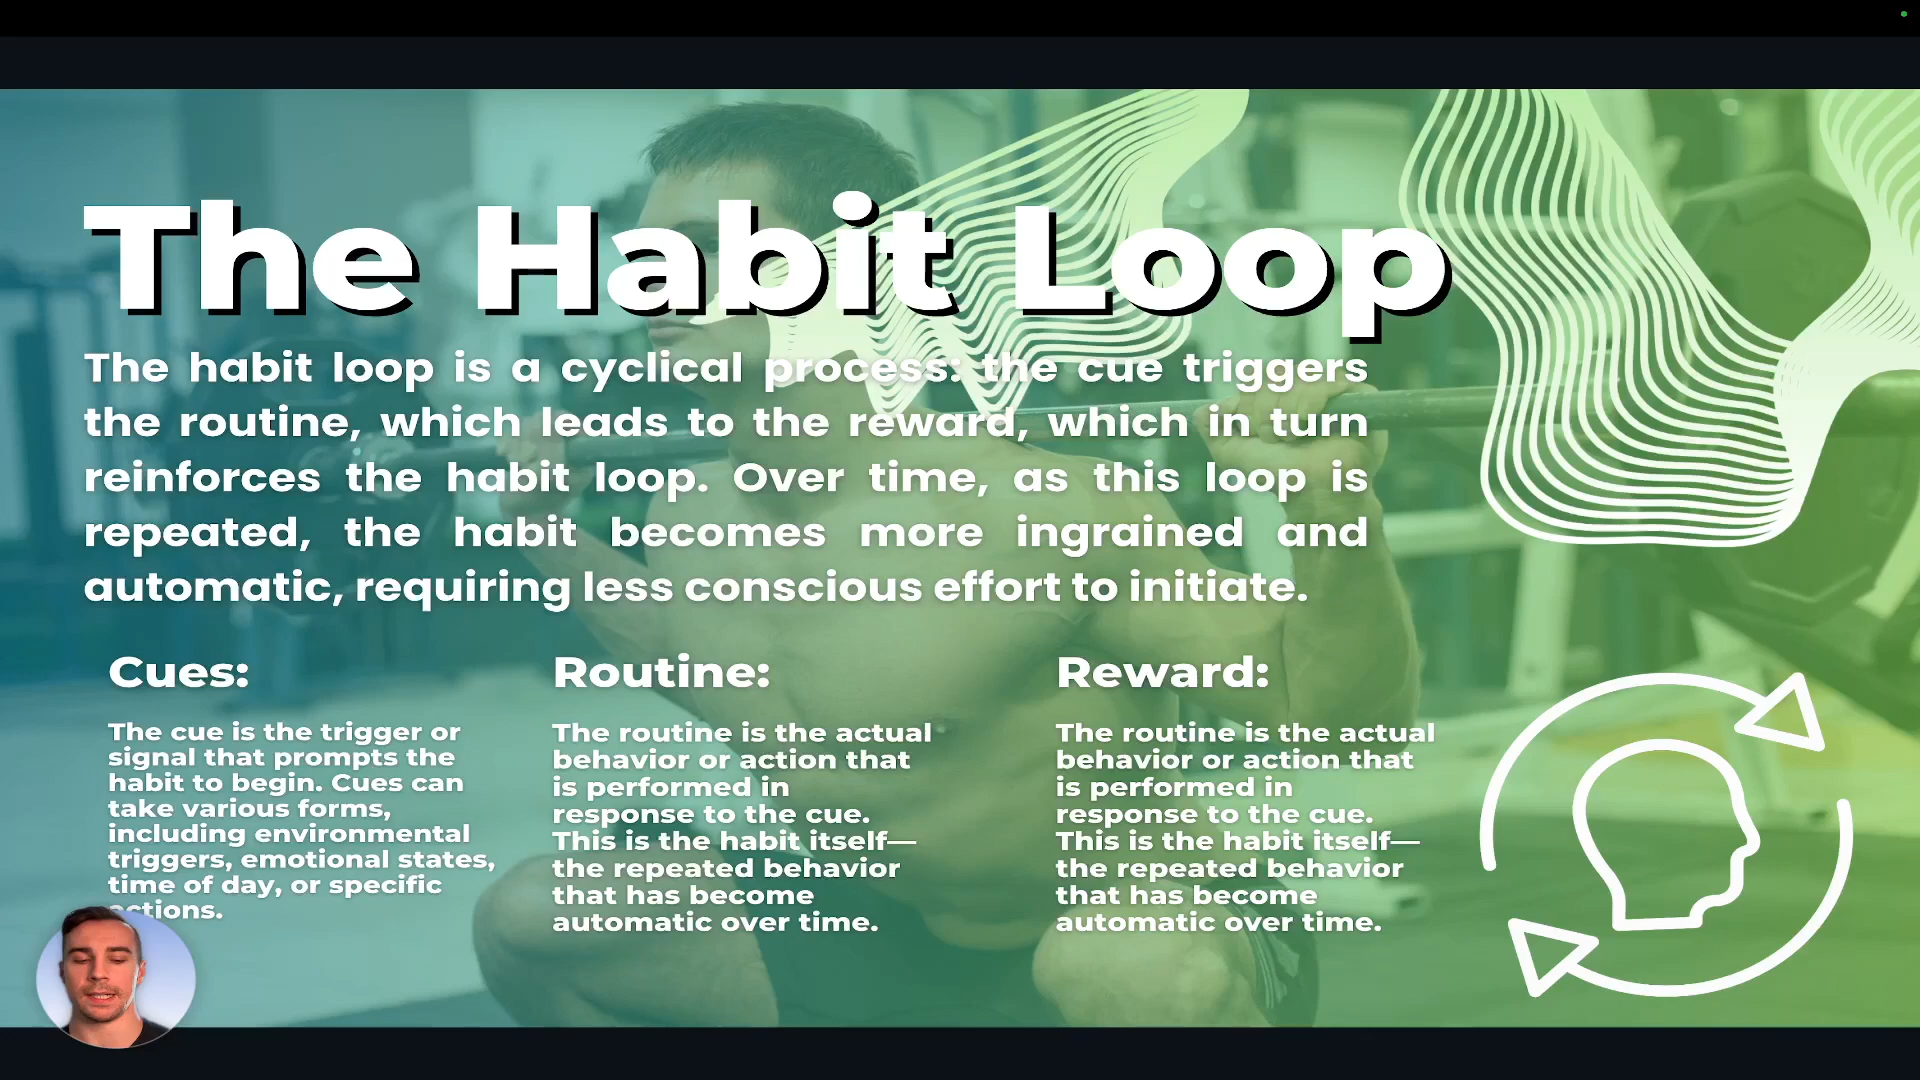 The Habit Loop
The habit loop is a cyclical process: the cue triggers
the routine, which leads to the reward, which in turn
reinforces the habit loop. Over time, as this loop is
repeated, the habit becomes more ingrained and
automatic, requiring less conscious effort to initiate.
Cues:
The cue is the trigger or
signal that prompts the
habit to begin. Cues can
take various forms,
including environmental
triggers, emotional states,
time of day, or specific
actions.
Routine:
The routine is the actual
behavior or action that
is performed in
response to the cue.
This is the habit itself—
the repeated behavior
that has become
automatic over time.
Reward:
The routine is the actual
behavior or action that
is performed in
response to the cue.
This is the habit itself—
the repeated behavior
that has become
automatic over time.